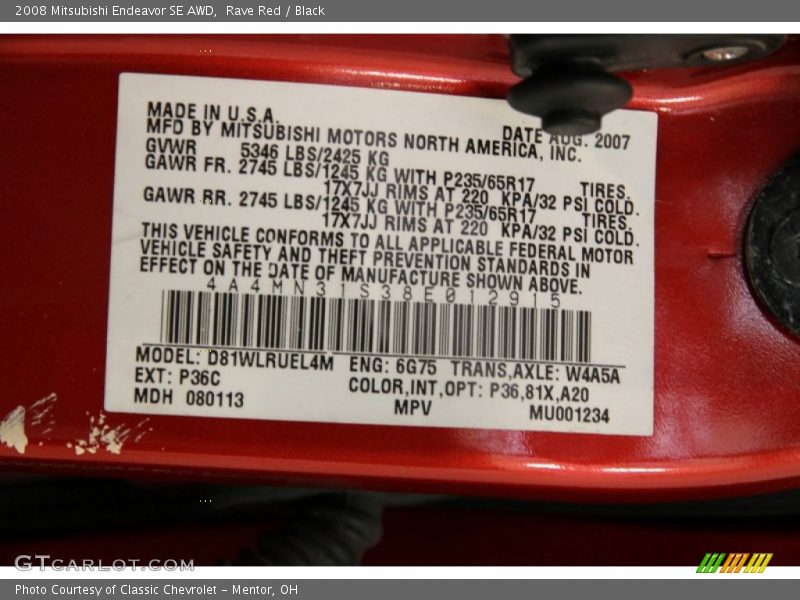 2008 Mitsubishi Endeavor SE AWD,  Rave Red / Black
MADE IN U.S.A. DATE AUG. 2007
MFD BY MITSUBISHI MOTORS NORTH AMERICA, INC.
GVWR 5346 LBS/2425 KG
GAWR FR. 2745 LBS/1245 KG WITH P235/65R17 TIRES,
17X7JJ RIMS AT 220 KPA/32 PSI COLD.
GAWR RR. 2745 LBS/1245 KG WITH P235/65R17 TIRES.
17X7JJ RIMS AT 220 KPA/32 PSI COLD.
THIS VEHICLE CONFORMS TO ALL APPLICABLE FEDERAL MOTOR
VEHICLE SAFETY AND THEFT PREVENTION STANDARDS IN
EFFECT ON THE DATE OF MANUFACTURE SHOWN ABOVE.
4A4MN31S38E012915
MODEL: D81WLRUEL4M ENG: 6G75 TRANS,AXLE: W4A5A
EXT: P36C COLOR,INT,OPT: P36,81X,A20
MDH 080113 MPV MU001234
GTCARLOT.COM
Photo Courtesy of Classic Chevrolet - Mentor, OH